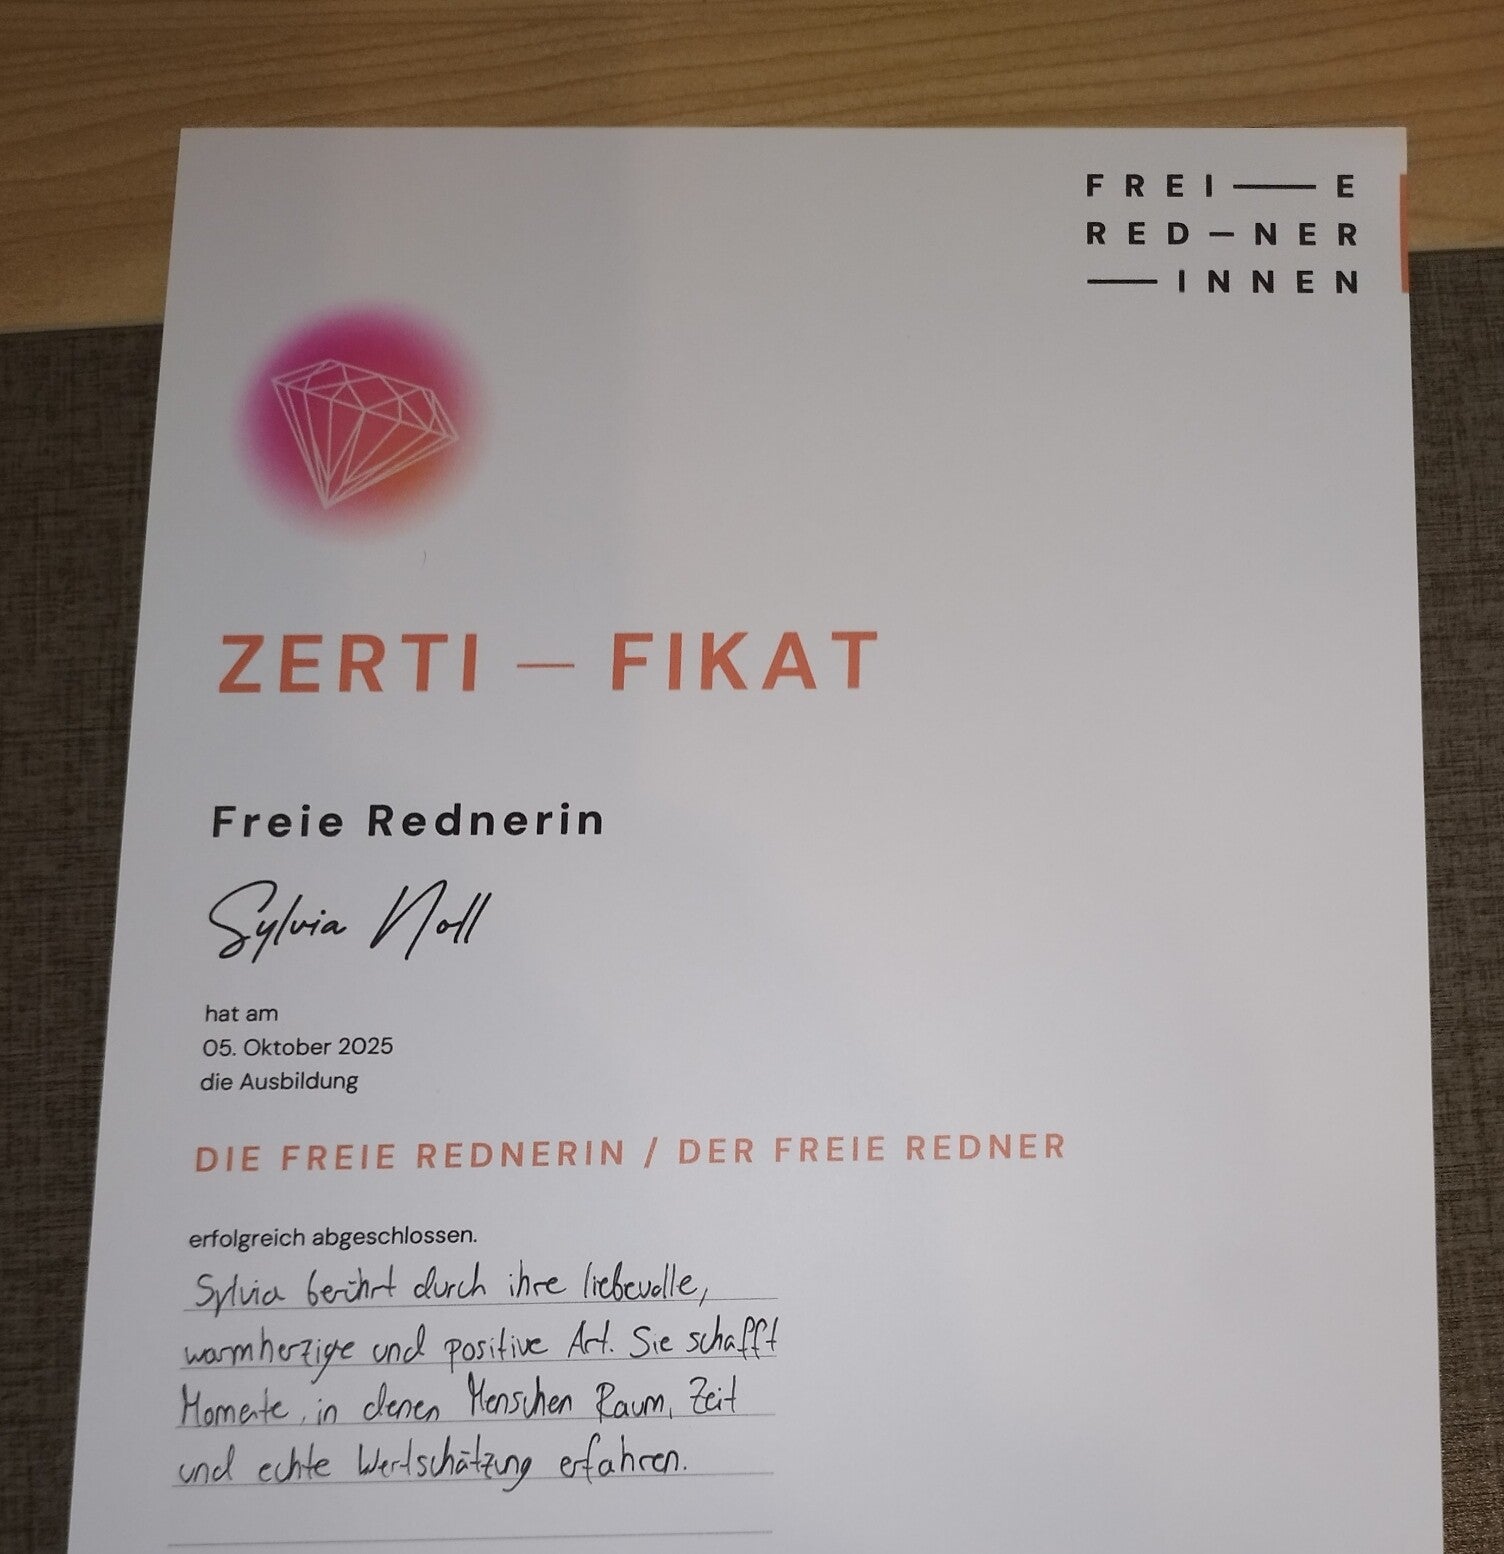 FREI — E
RED — NER
— INNEN
ZERTI — FIKAT
Freie Rednerin
Sylvia Noll
hat am
05. Oktober 2025
die Ausbildung
DIE FREIE REDNERIN / DER FREIE REDNER
erfolgreich abgeschlossen.
Sylvia berührt durch ihre liebevolle,
warmherzige und positive Art. Sie schafft
Momente, in denen Menschen Raum, Zeit
und echte Wertschätzung erfahren.